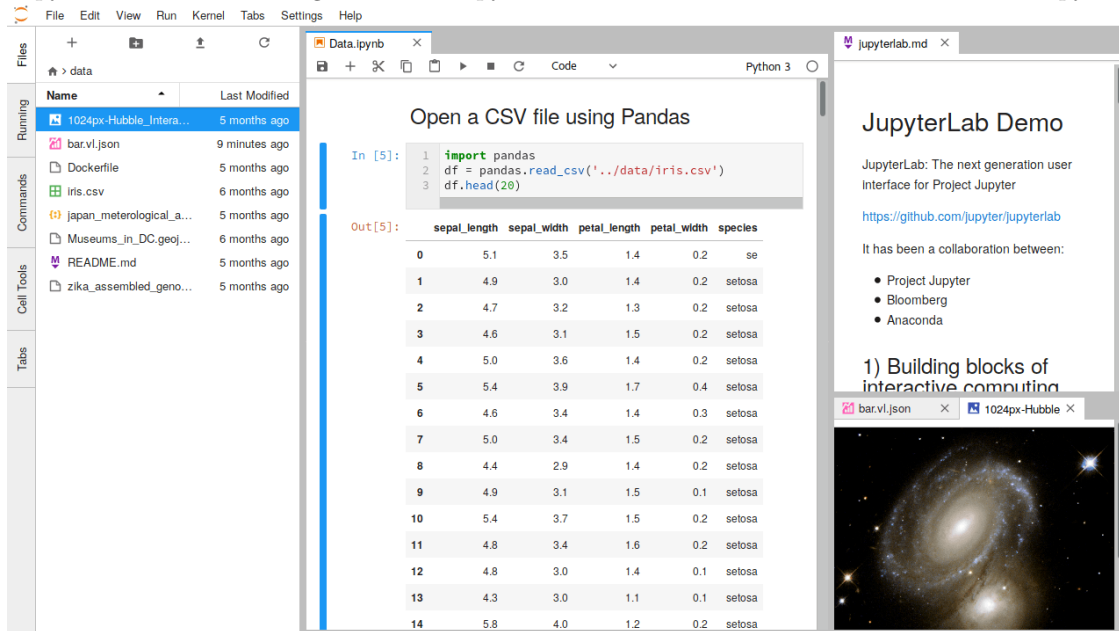 File Edit View Run Kernel Tabs Settings Help
Files
Running
Commands
Cell Tools
Tabs
> data
Name Last Modified
1024px-Hubble_Intera... 5 months ago
bar.vl.json 9 minutes ago
Dockerfile 5 months ago
iris.csv 6 months ago
japan_meterological_a... 5 months ago
Museums_in_DC.geoj... 6 months ago
README.md 5 months ago
zika_assembled_geno... 5 months ago
Data.ipynb
Code Python 3
Open a CSV file using Pandas
In [5]:
1 import pandas
2 df = pandas.read_csv('../data/iris.csv')
3 df.head(20)
Out[5]:
sepal_length sepal_width petal_length petal_width species
0 5.1 3.5 1.4 0.2 se
1 4.9 3.0 1.4 0.2 setosa
2 4.7 3.2 1.3 0.2 setosa
3 4.6 3.1 1.5 0.2 setosa
4 5.0 3.6 1.4 0.2 setosa
5 5.4 3.9 1.7 0.4 setosa
6 4.6 3.4 1.4 0.3 setosa
7 5.0 3.4 1.5 0.2 setosa
8 4.4 2.9 1.4 0.2 setosa
9 4.9 3.1 1.5 0.1 setosa
10 5.4 3.7 1.5 0.2 setosa
11 4.8 3.4 1.6 0.2 setosa
12 4.8 3.0 1.4 0.1 setosa
13 4.3 3.0 1.1 0.1 setosa
14 5.8 4.0 1.2 0.2 setosa
jupyterlab.md
JupyterLab Demo
JupyterLab: The next generation user
interface for Project Jupyter
https://github.com/jupyter/jupyterlab
It has been a collaboration between:
• Project Jupyter
• Bloomberg
• Anaconda
1) Building blocks of
interactive computing
bar.vl.json
1024px-Hubble